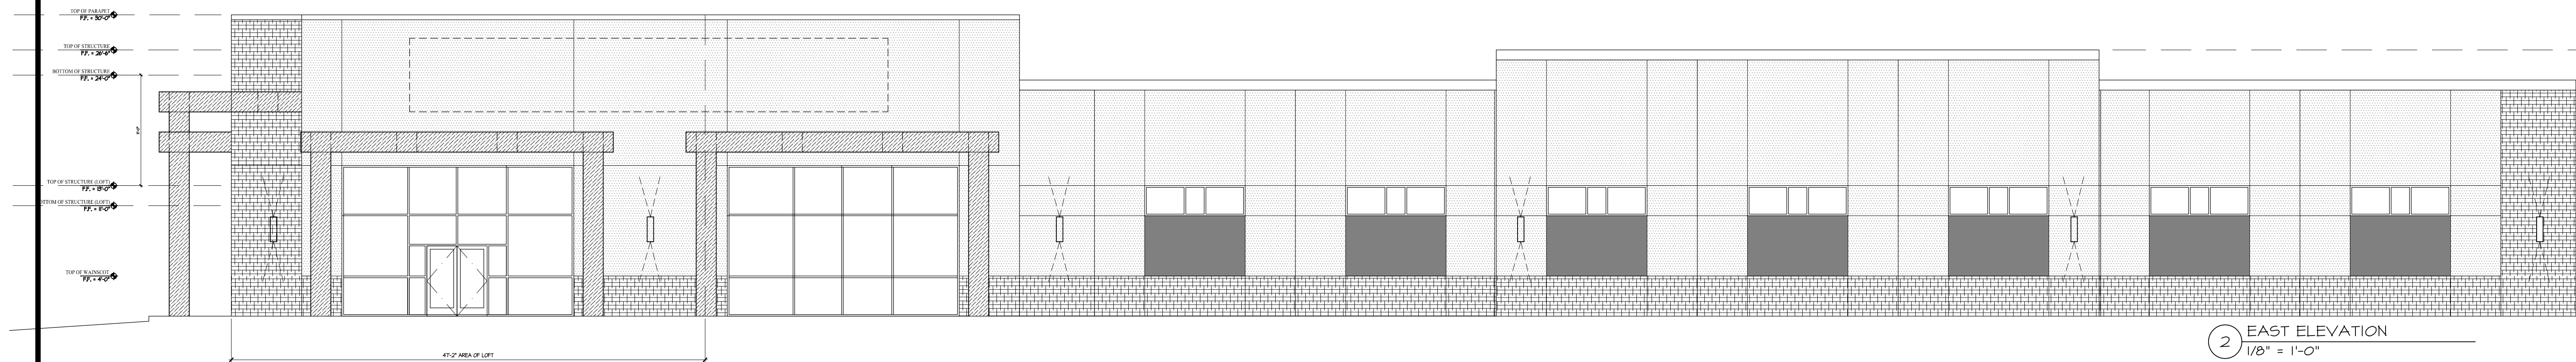 TOP OF PARAPET
F.F. = 30'-0"
TOP OF STRUCTURE
F.F. = 26'-6"
BOTTOM OF STRUCTURE
F.F. = 24'-0"
TOP OF STRUCTURE (LOFT)
F.F. = 13'-0"
OTTOM OF STRUCTURE (LOFT)
F.F. = 11'-0"
TOP OF WAINSCOT
F.F. = 4'-0"
47'-2" AREA OF LOFT
2
EAST ELEVATION
1/8" = 1'-0"